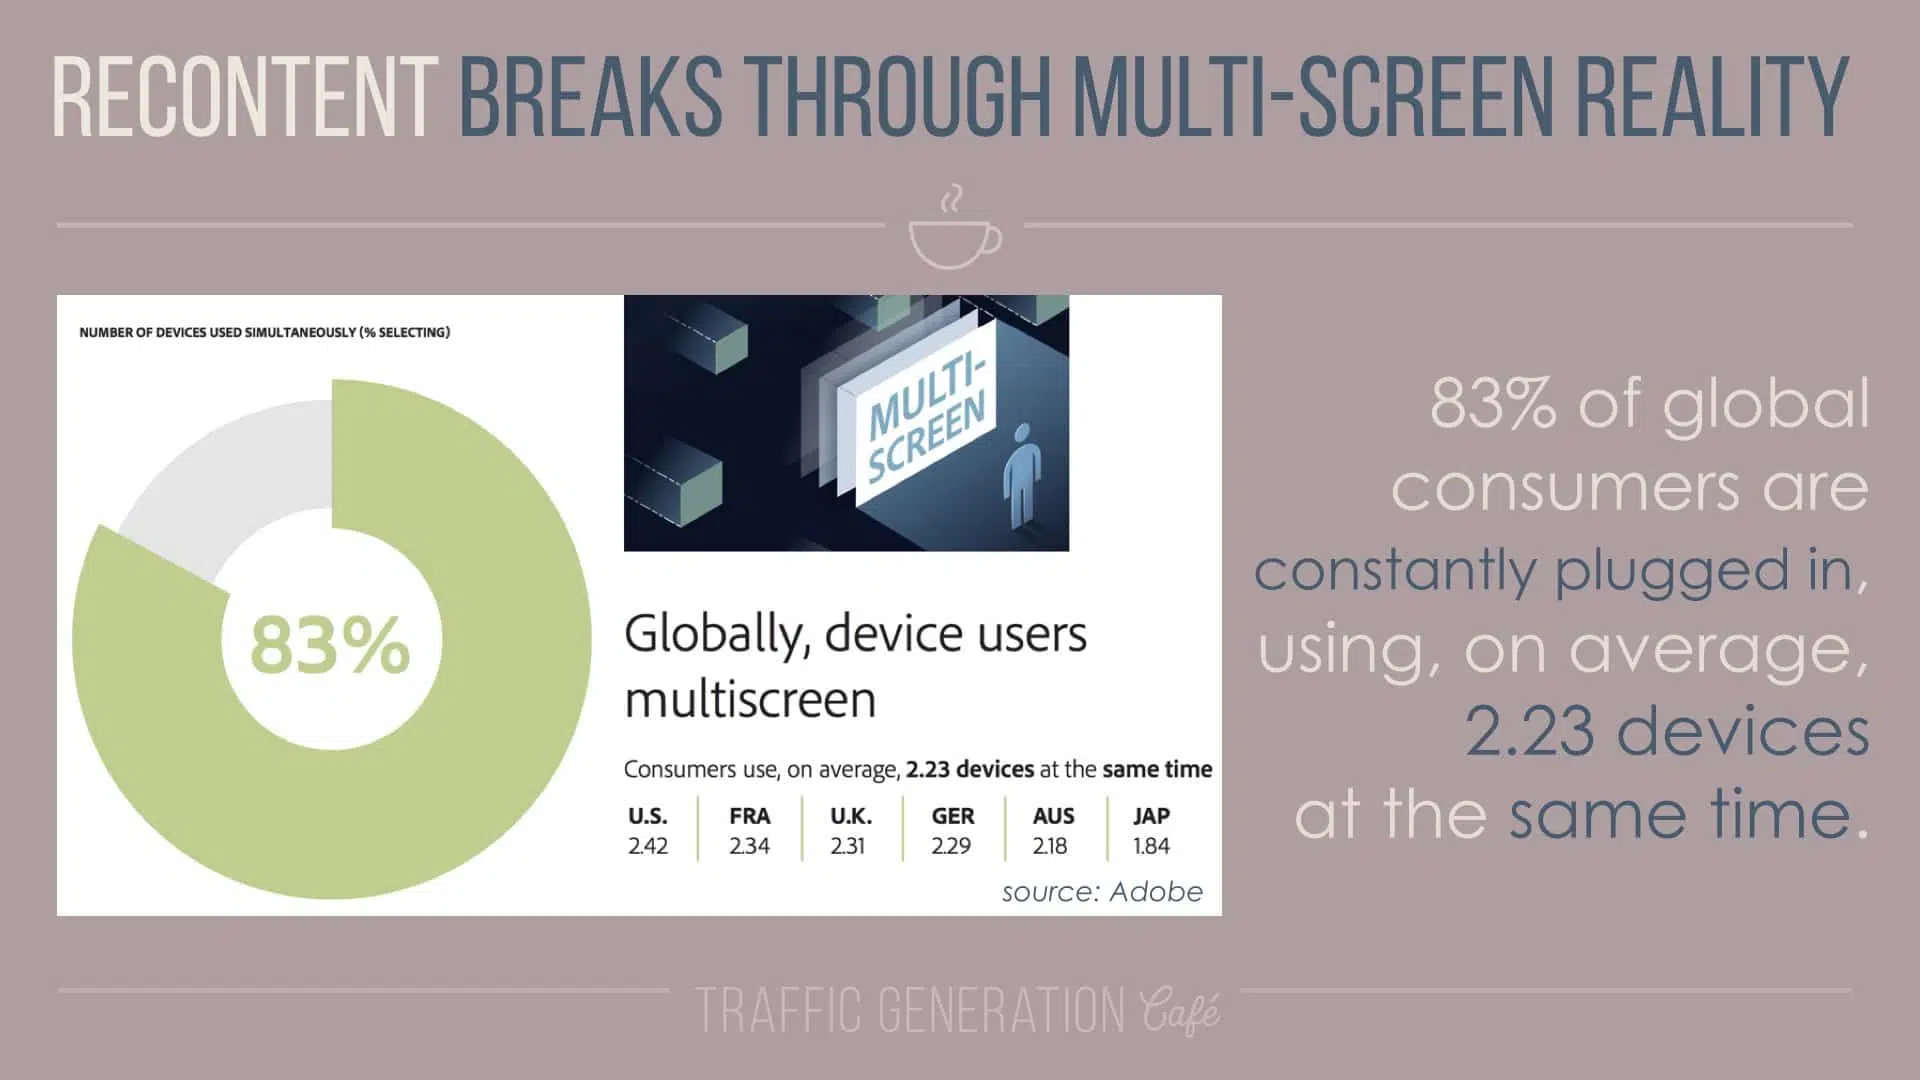 RECONTENT BREAKS THROUGH MULTI-SCREEN REALITY
NUMBER OF DEVICES USED SIMULTANEOUSLY (% SELECTING)
83%
MULTI-
SCREEN
Globally, device users
multiscreen
Consumers use, on average, 2.23 devices at the same time
U.S. FRA U.K. GER AUS JAP
2.42 2.34 2.31 2.29 2.18 1.84
source: Adobe
83% of global
consumers are
constantly plugged in,
using, on average,
2.23 devices
at the same time.
TRAFFIC GENERATION Café